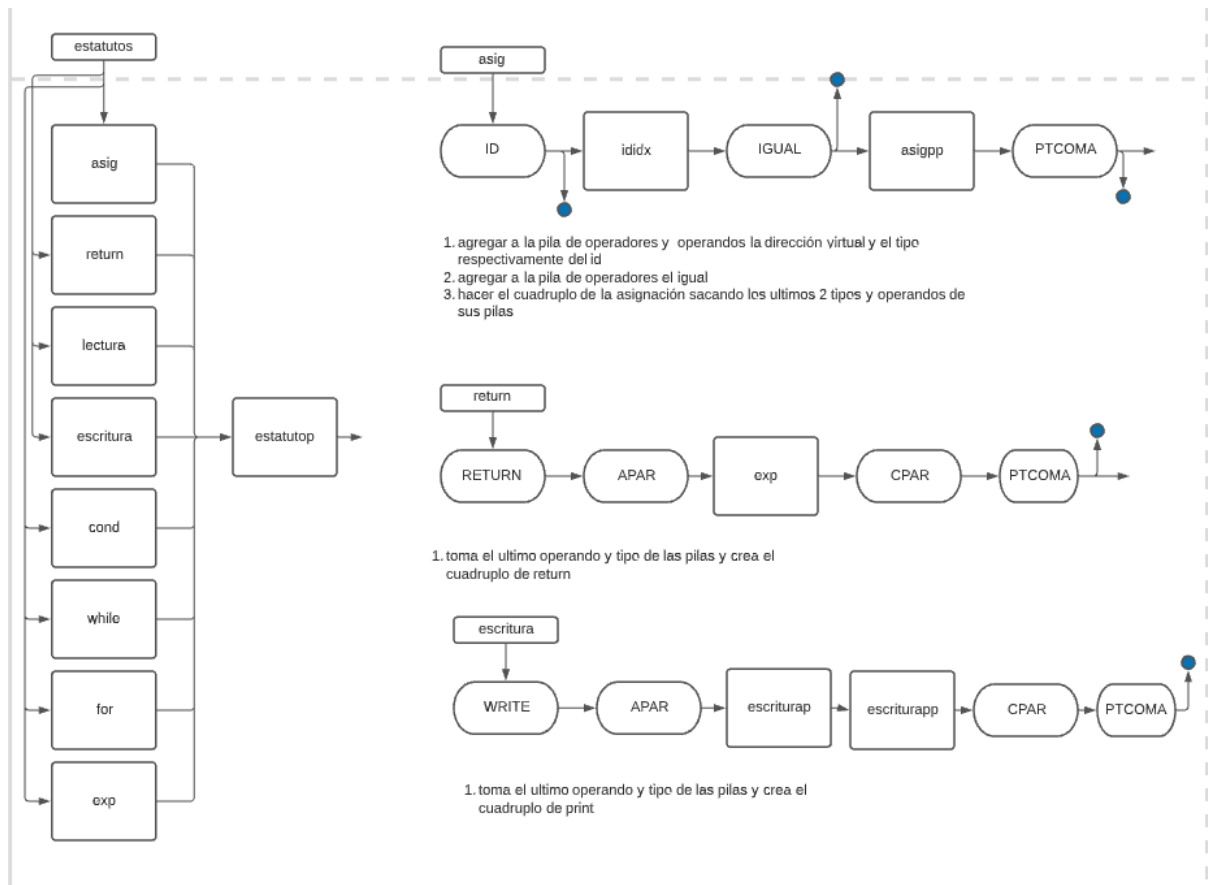 estatutos
asig
return
lectura
escritura
cond
while
for
exp
estatutop
asig
ID
ididx
IGUAL
asigpp
PTCOMA
1. agregar a la pila de operadores y operandos la dirección virtual y el tipo
respectivamente del id
2. agregar a la pila de operadores el igual
3. hacer el cuadruplo de la asignación sacando los ultimos 2 tipos y operandos de
sus pilas
return
RETURN
APAR
exp
CPAR
PTCOMA
1. toma el ultimo operando y tipo de las pilas y crea el
cuadruplo de return
escritura
WRITE
APAR
escriturap
escriturapp
CPAR
PTCOMA
1. toma el ultimo operando y tipo de las pilas y crea el
cuadruplo de print